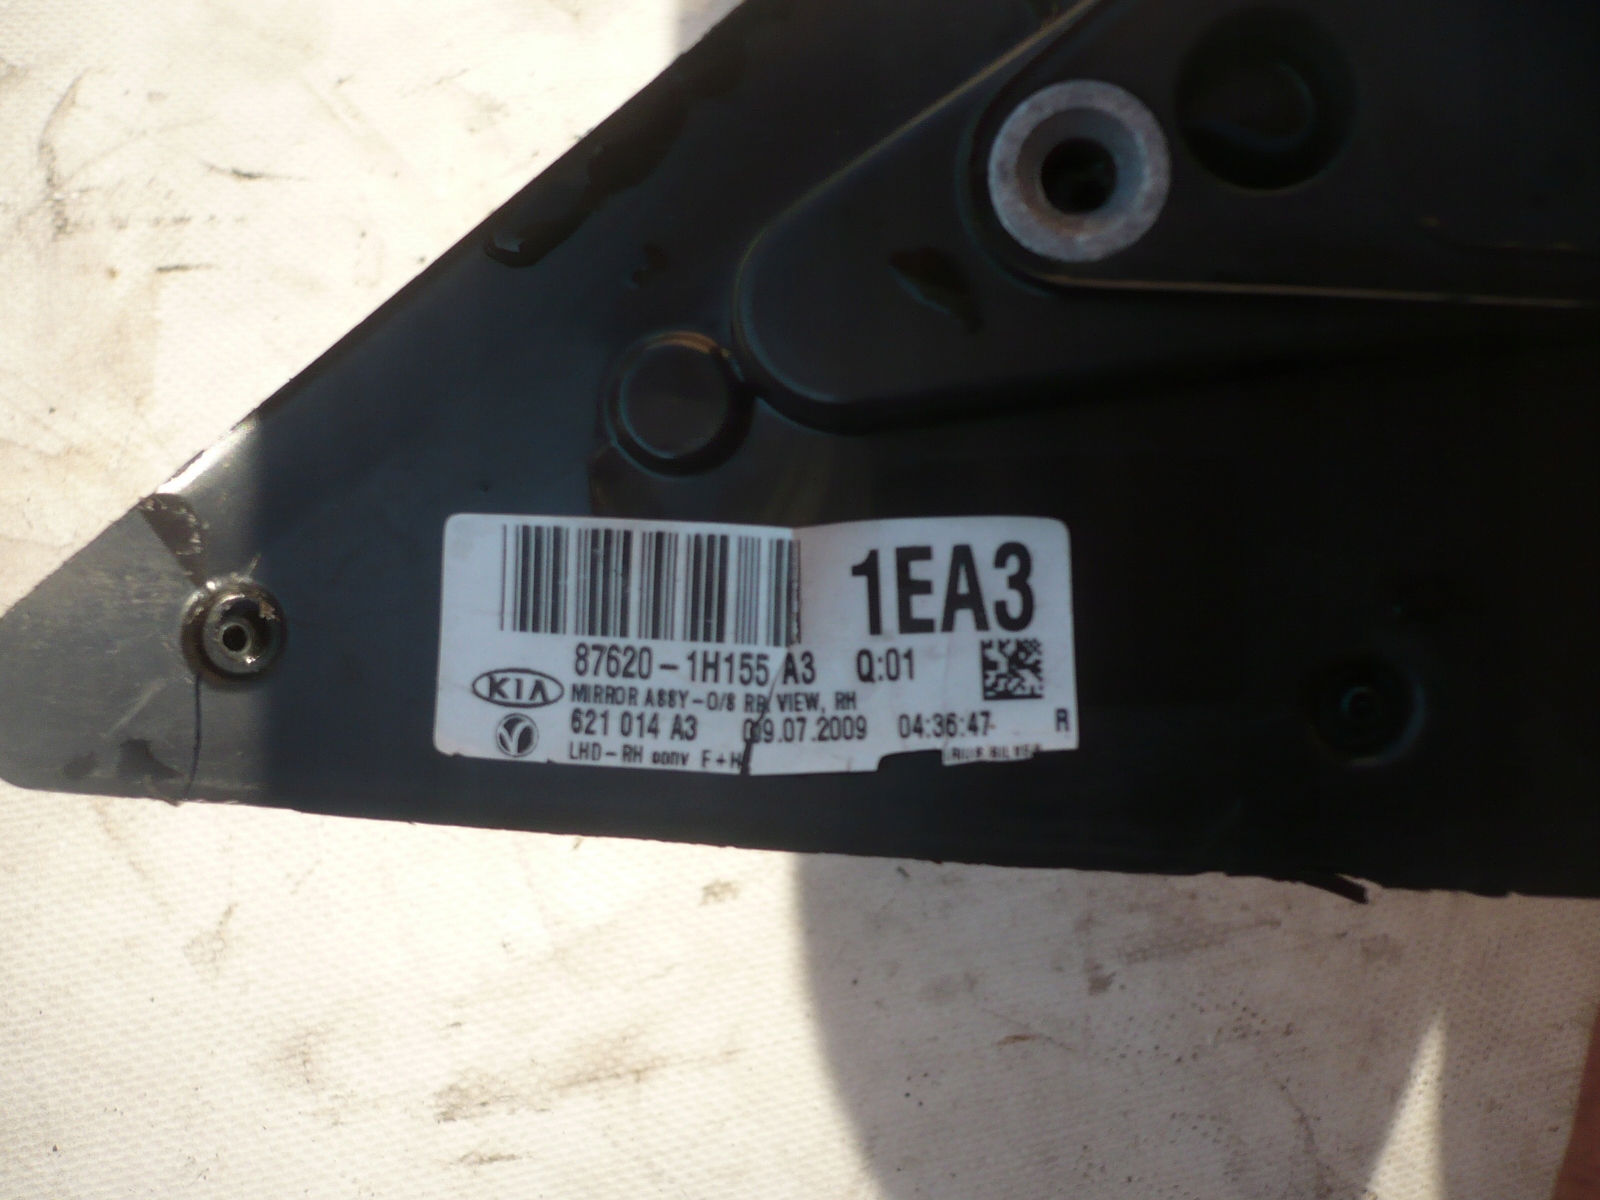 1EA3
87620-1H155 A3 Q:01
KIA MIRROR ASSY-O/S RR VIEW, RH
621 014 A3 09.07.2009 04:36:47 R
LHD-RH conv F+H